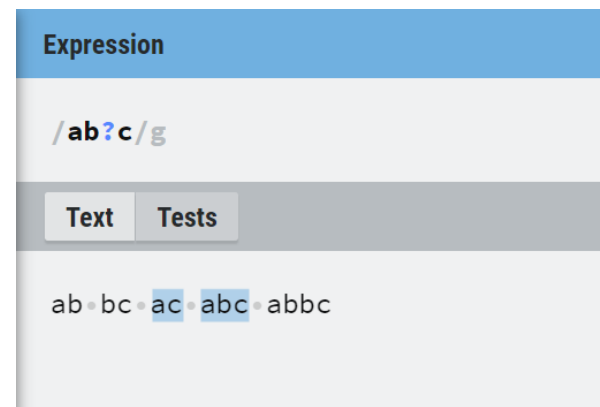 Expression
/ab?c/g
Text Tests
ab•bc•ac•abc•abbc